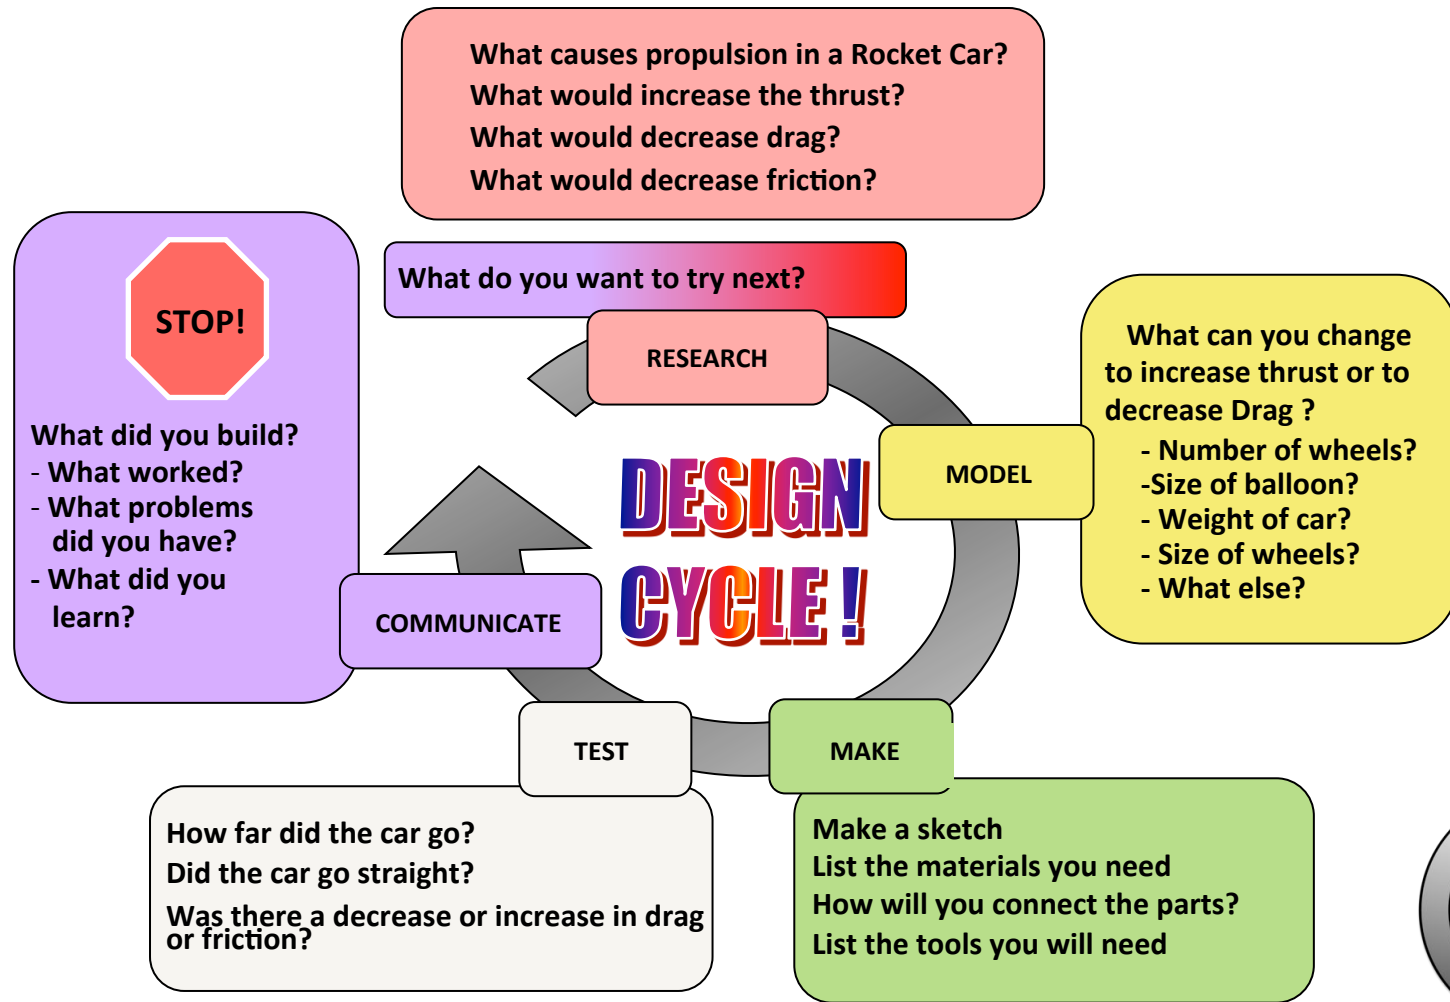 What causes propulsion in a Rocket Car?
What would increase the thrust?
What would decrease drag?
What would decrease friction?
What do you want to try next?
RESEARCH
MODEL
What can you change
to increase thrust or to
decrease Drag ?
- Number of wheels?
-Size of balloon?
- Weight of car?
- Size of wheels?
- What else?
DESIGN
CYCLE !
MAKE
Make a sketch
List the materials you need
How will you connect the parts?
List the tools you will need
TEST
How far did the car go?
Did the car go straight?
Was there a decrease or increase in drag
or friction?
COMMUNICATE
STOP!
What did you build?
- What worked?
- What problems
did you have?
- What did you
learn?